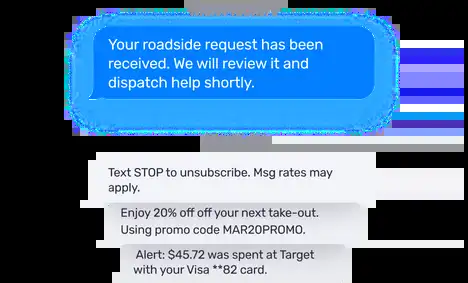 Your roadside request has been
received. We will review it and
dispatch help shortly.
Text STOP to unsubscribe. Msg rates may
apply.
Enjoy 20% off off your next take-out.
Using promo code MAR20PROMO.
Alert: $45.72 was spent at Target
with your Visa **82 card.